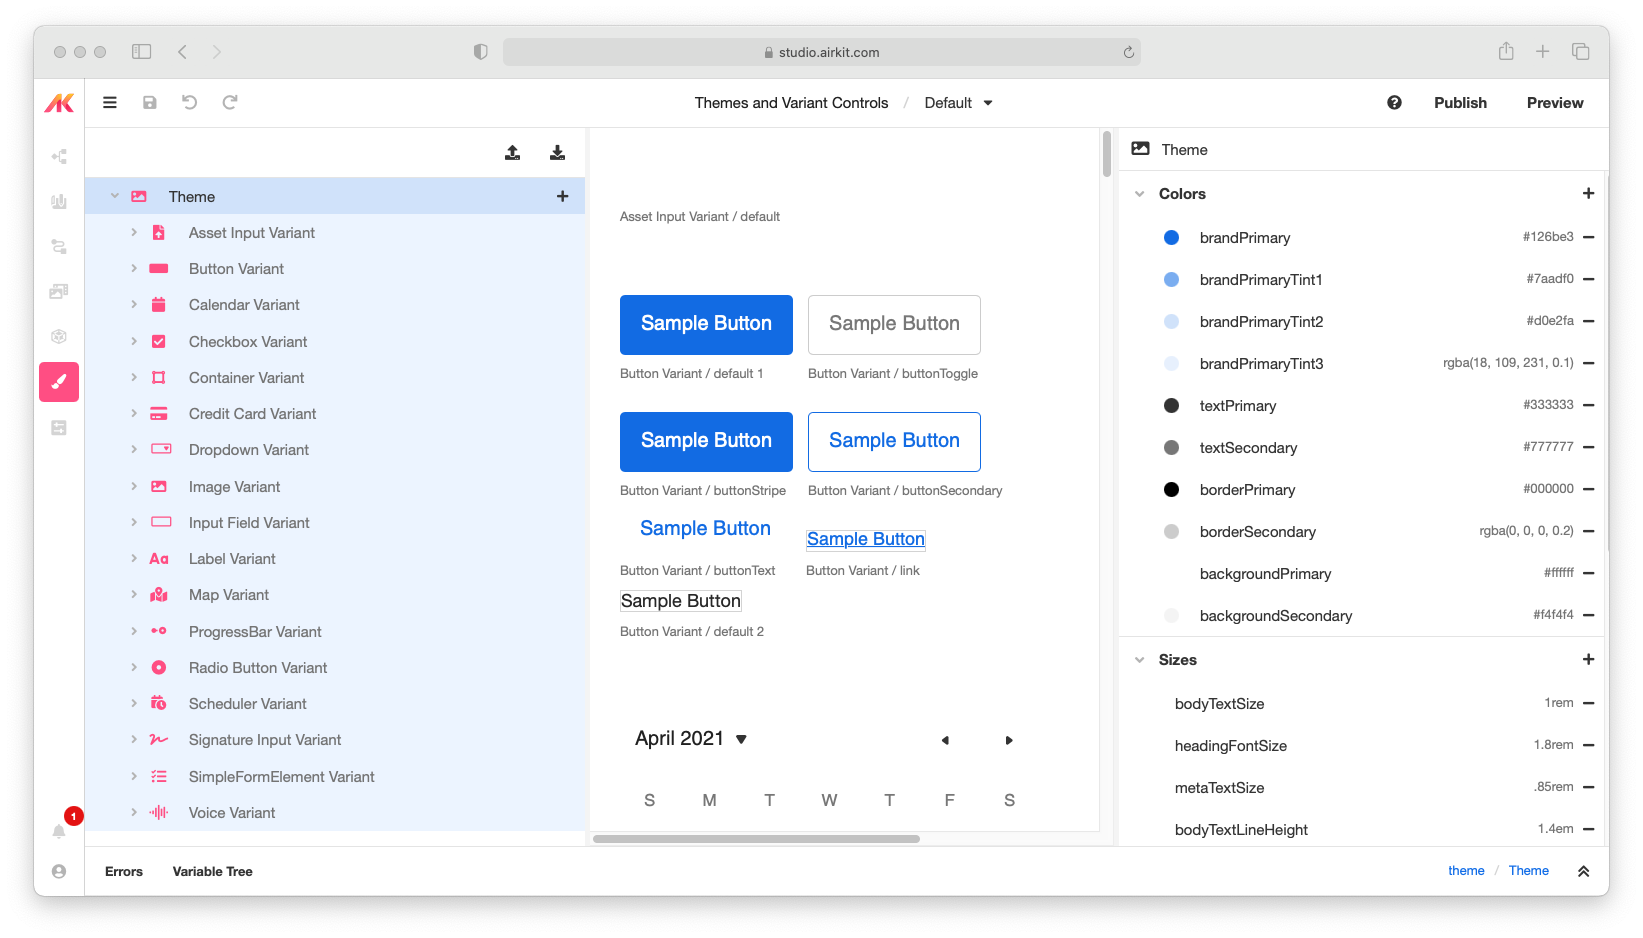 studio.airkit.com
Themes and Variant Controls / Default
Publish
Preview
Theme
Asset Input Variant
Button Variant
Calendar Variant
Checkbox Variant
Container Variant
Credit Card Variant
Dropdown Variant
Image Variant
Input Field Variant
Aa Label Variant
Map Variant
ProgressBar Variant
Radio Button Variant
Scheduler Variant
Signature Input Variant
SimpleFormElement Variant
Voice Variant
1
Asset Input Variant / default
Sample Button Sample Button
Button Variant / default 1 Button Variant / buttonToggle
Sample Button Sample Button
Button Variant / buttonStripe Button Variant / buttonSecondary
Sample Button Sample Button
Button Variant / buttonText Button Variant / link
Sample Button
Button Variant / default 2
April 2021
S M T W T F S
Theme
Colors
brandPrimary #126be3
brandPrimaryTint1 #7aadf0
brandPrimaryTint2 #d0e2fa
brandPrimaryTint3 rgba(18, 109, 231, 0.1)
textPrimary #333333
textSecondary #777777
borderPrimary #000000
borderSecondary rgba(0, 0, 0, 0.2)
backgroundPrimary #ffffff
backgroundSecondary #f4f4f4
Sizes
bodyTextSize 1rem
headingFontSize 1.8rem
metaTextSize .85rem
bodyTextLineHeight 1.4em
Errors Variable Tree
theme / Theme